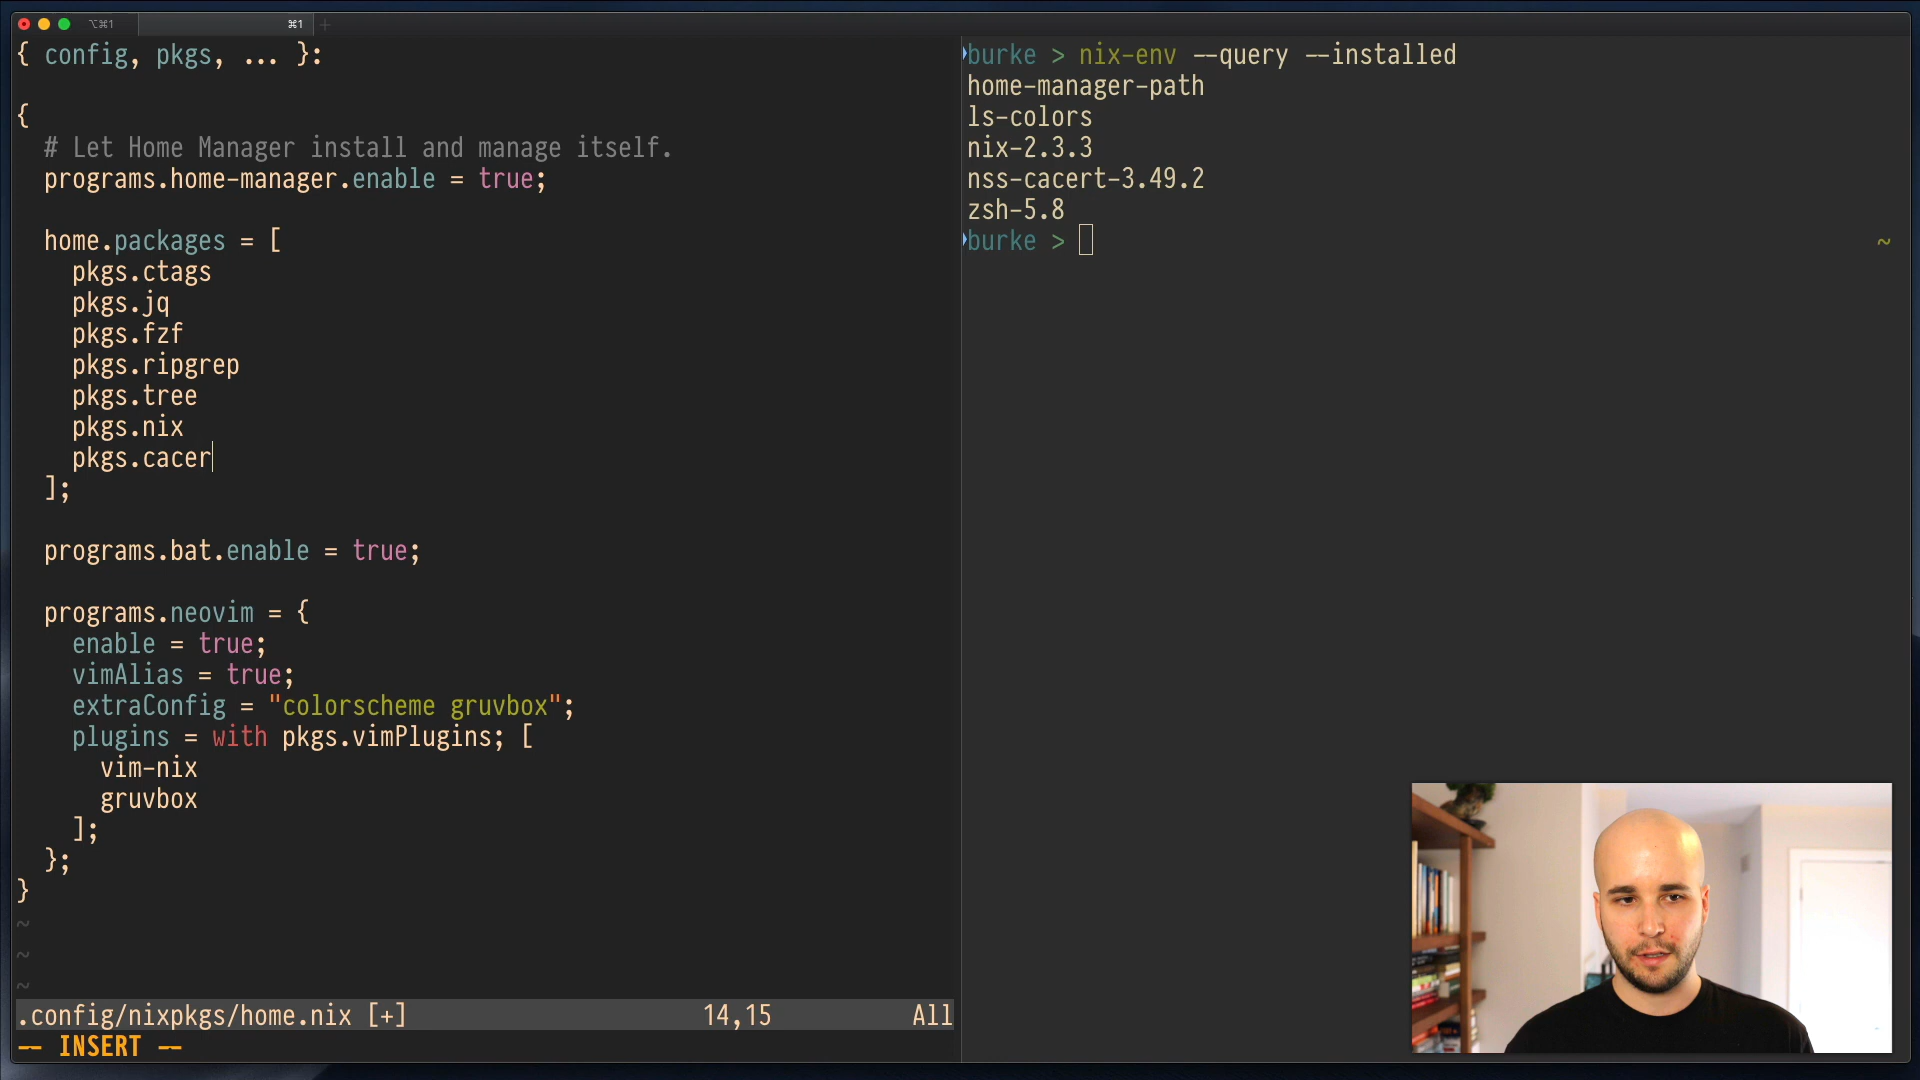 ⌥⌘1
⌘1
{ config, pkgs, ... }:
{
# Let Home Manager install and manage itself.
programs.home-manager.enable = true;
home.packages = [
pkgs.ctags
pkgs.jq
pkgs.fzf
pkgs.ripgrep
pkgs.tree
pkgs.nix
pkgs.cacer
];
programs.bat.enable = true;
programs.neovim = {
enable = true;
vimAlias = true;
extraConfig = "colorscheme gruvbox";
plugins = with pkgs.vimPlugins; [
vim-nix
gruvbox
];
};
}
~
~
~
.config/nixpkgs/home.nix [+] 14,15 All
-- INSERT --
burke > nix-env --query --installed
home-manager-path
ls-colors
nix-2.3.3
nss-cacert-3.49.2
zsh-5.8
burke > ~